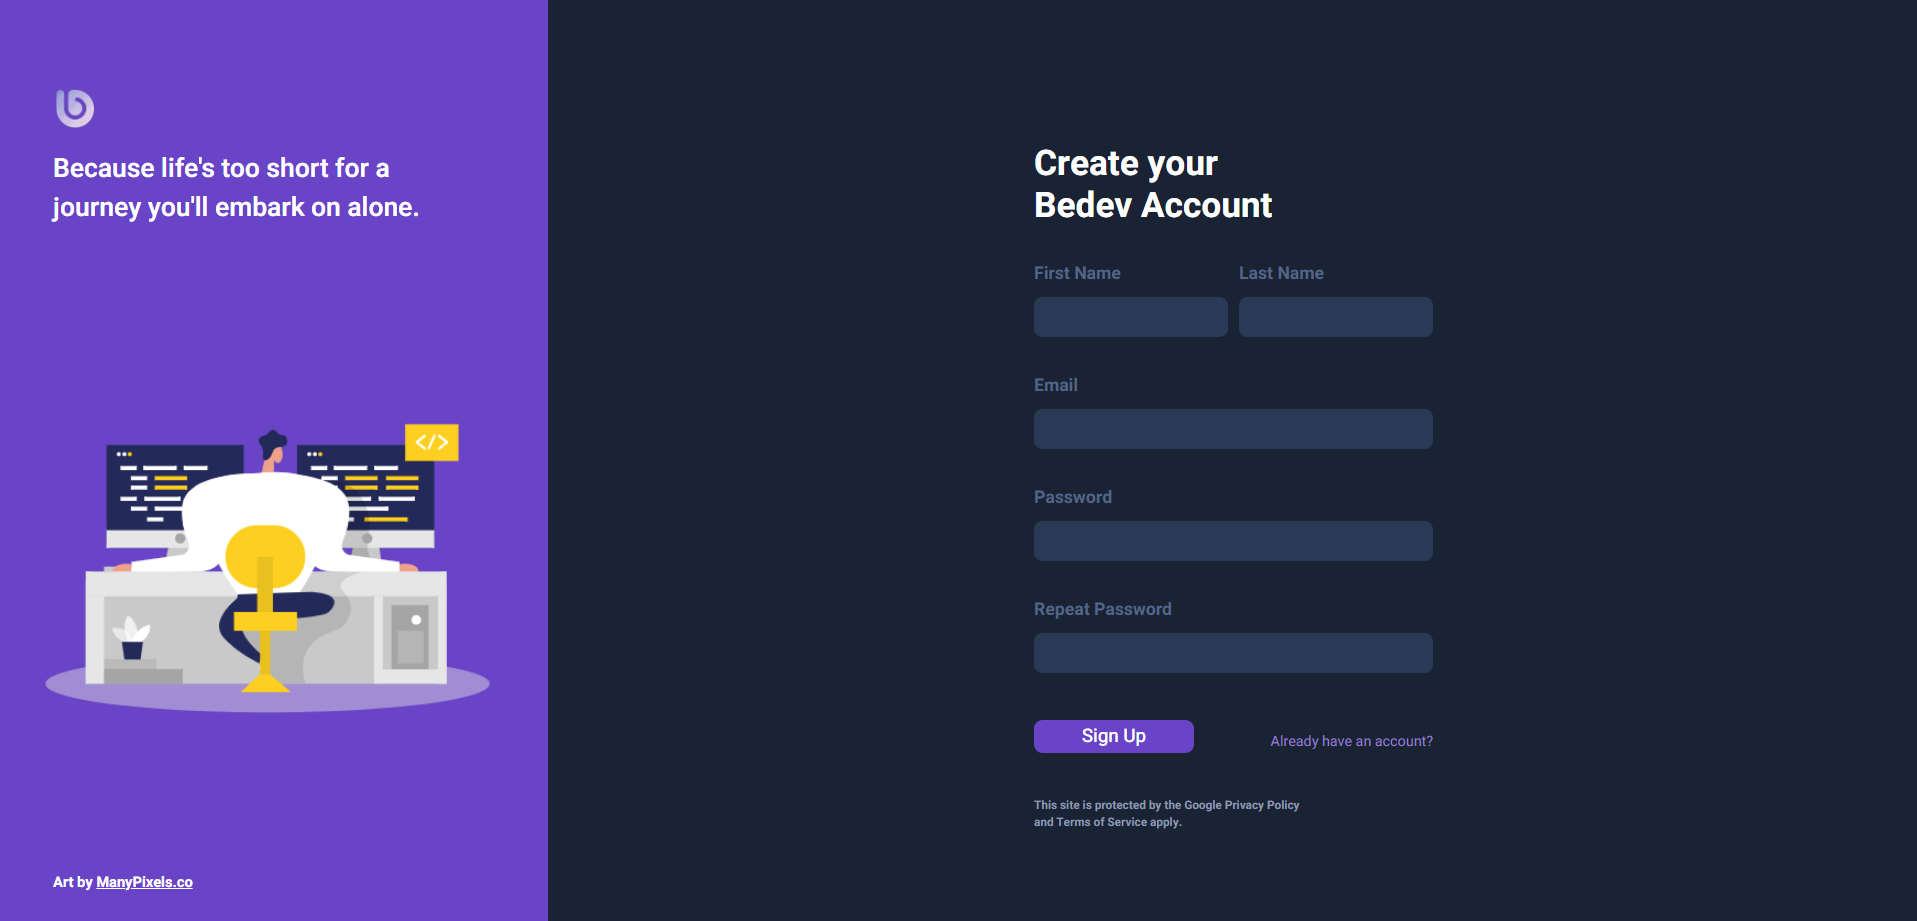 Because life's too short for a
journey you'll embark on alone.
</>
Art by ManyPixels.co
Create your
Bedev Account
First Name
Last Name
Email
Password
Repeat Password
Sign Up
Already have an account?
This site is protected by the Google Privacy Policy
and Terms of Service apply.